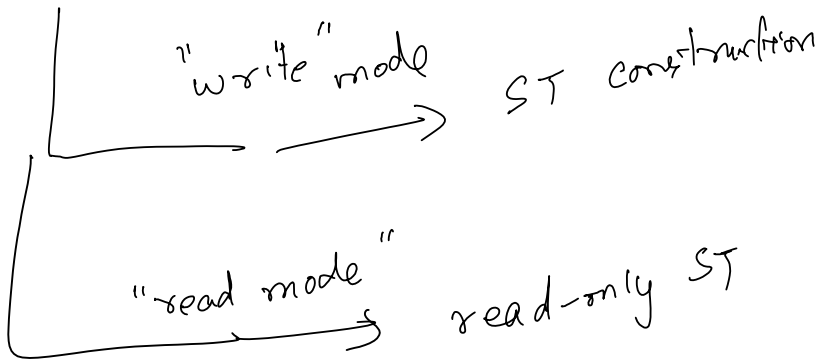 "write" mode → ST construction
"read mode" → read-only ST